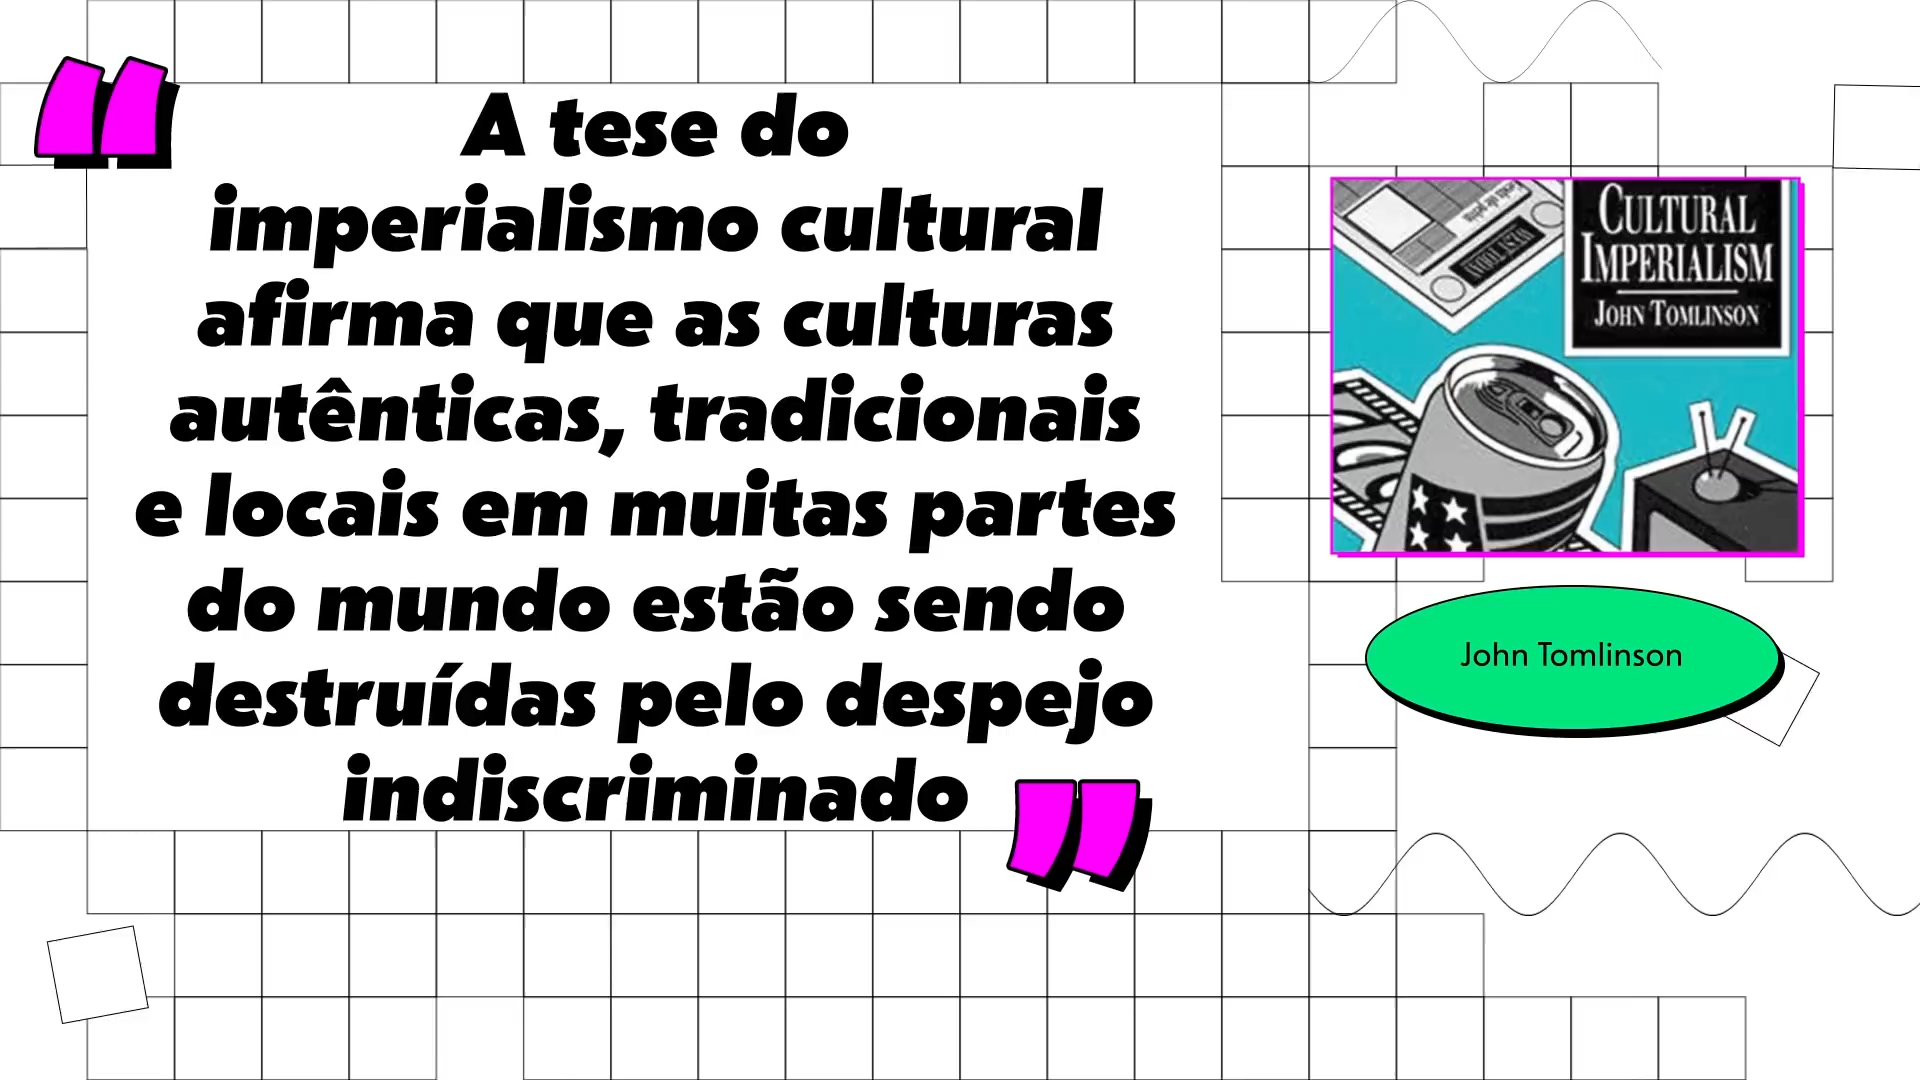 A tese do
imperialismo cultural
afirma que as culturas
autênticas, tradicionais
e locais em muitas partes
do mundo estão sendo
destruídas pelo despejo
indiscriminado
CULTURAL
IMPERIALISM
JOHN TOMLINSON
John Tomlinson